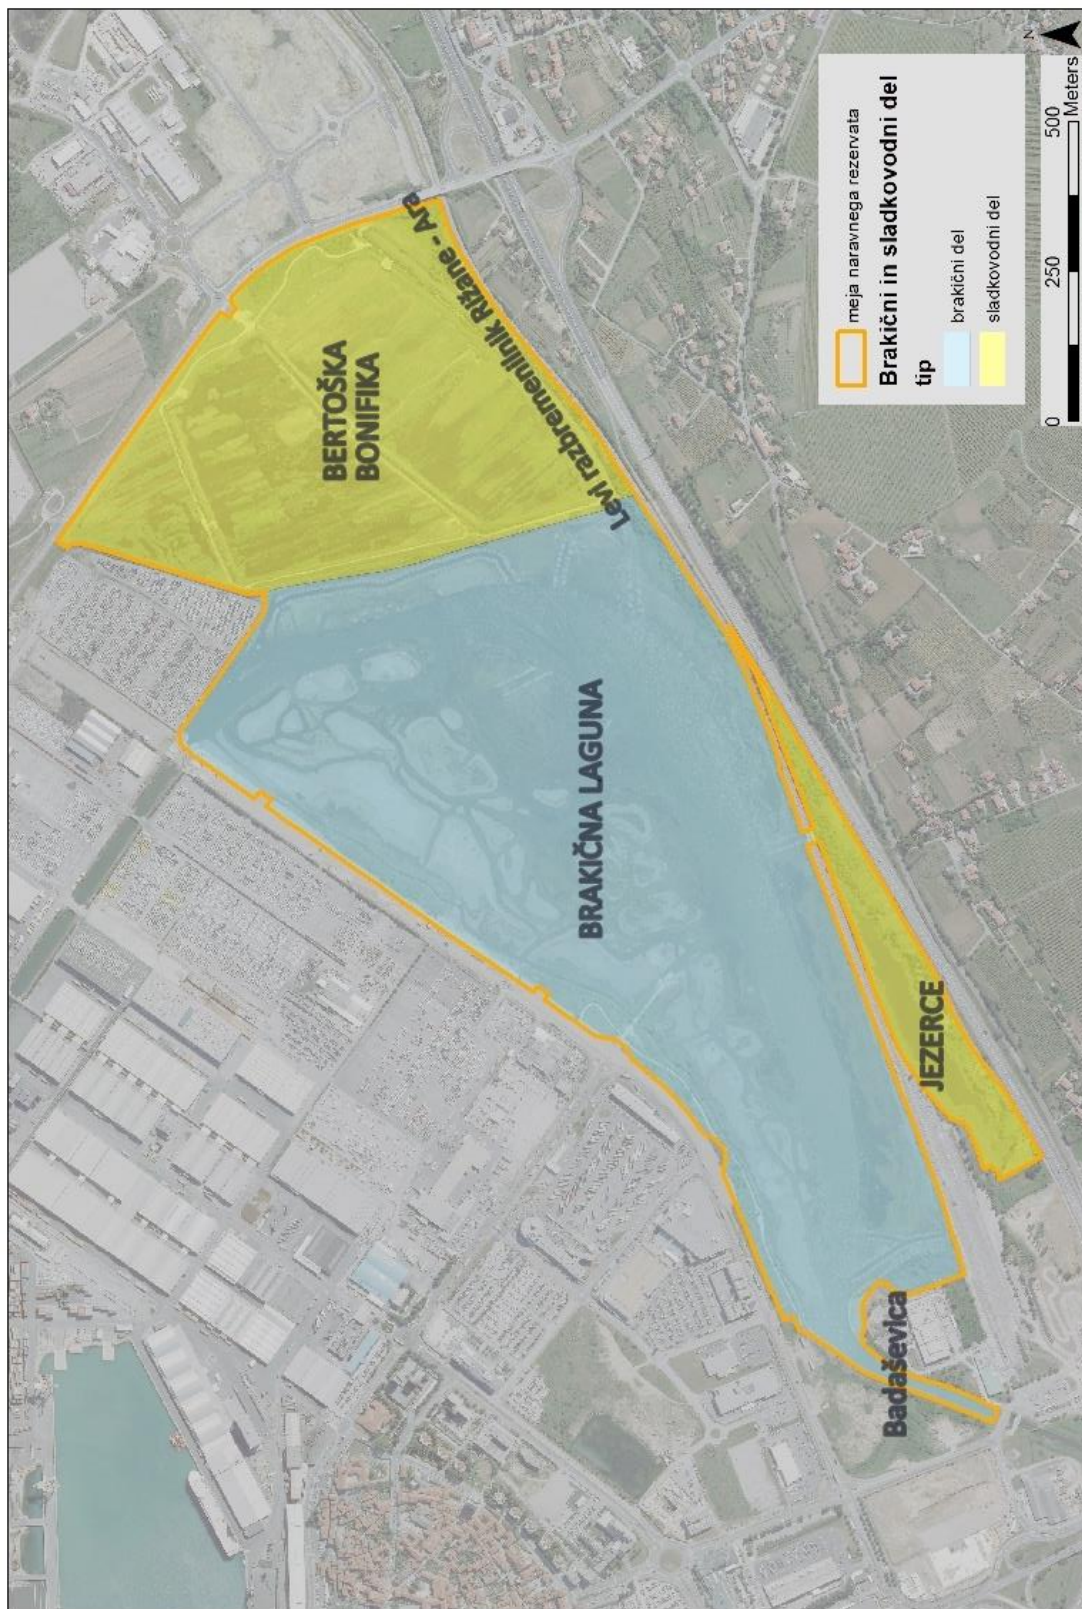 BERTOŠKA
BONIFIKA
Levi razbremenilnik Rižane - Ara
BRAKIČNA LAGUNA
JEZERCE
Badaševica
N
meja naravnega rezervata
Brakični in sladkovodni del
tip
brakični del
sladkovodni del
0
250
500
Meters